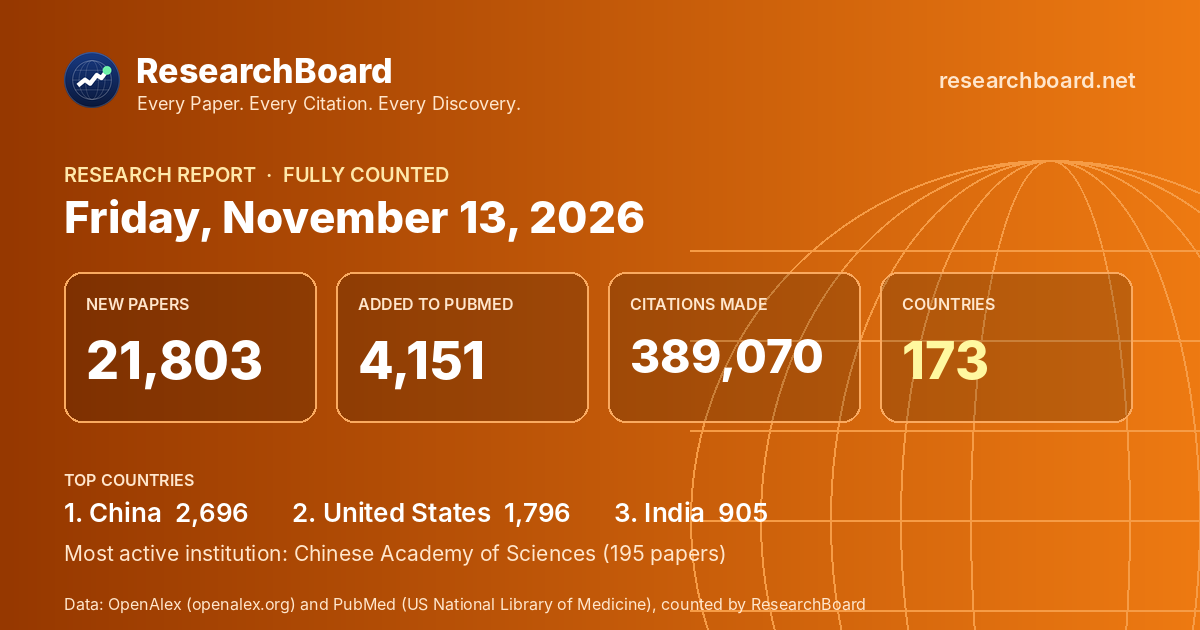 ResearchBoard
Every Paper. Every Citation. Every Discovery.
researchboard.net
RESEARCH REPORT · FULLY COUNTED
Friday, November 13, 2026
NEW PAPERS
21,803
ADDED TO PUBMED
4,151
CITATIONS MADE
389,070
COUNTRIES
173
TOP COUNTRIES
1. China 2,696 2. United States 1,796 3. India 905
Most active institution: Chinese Academy of Sciences (195 papers)
Data: OpenAlex (openalex.org) and PubMed (US National Library of Medicine), counted by ResearchBoard